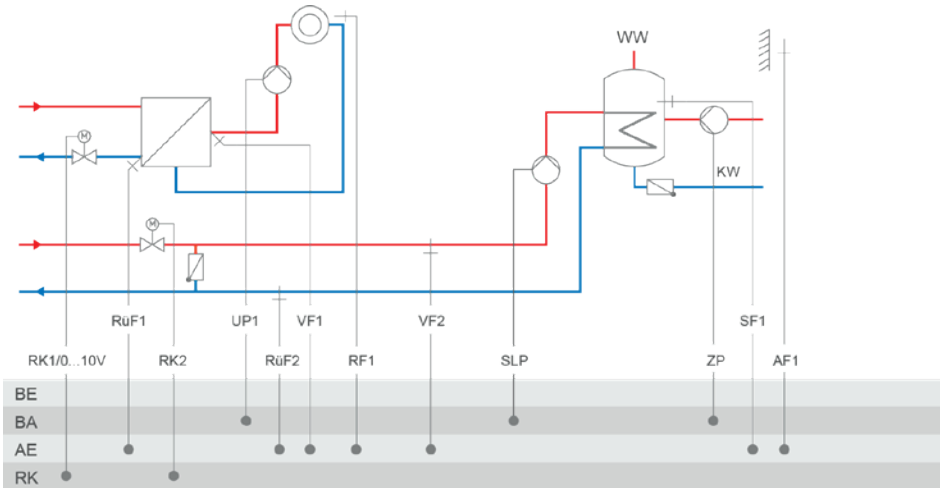 WW
M
KW
M
RüF1 UP1 VF1 VF2 SF1
RK1/0...10V RK2 RüF2 RF1 SLP ZP AF1
BE
BA
AE
RK